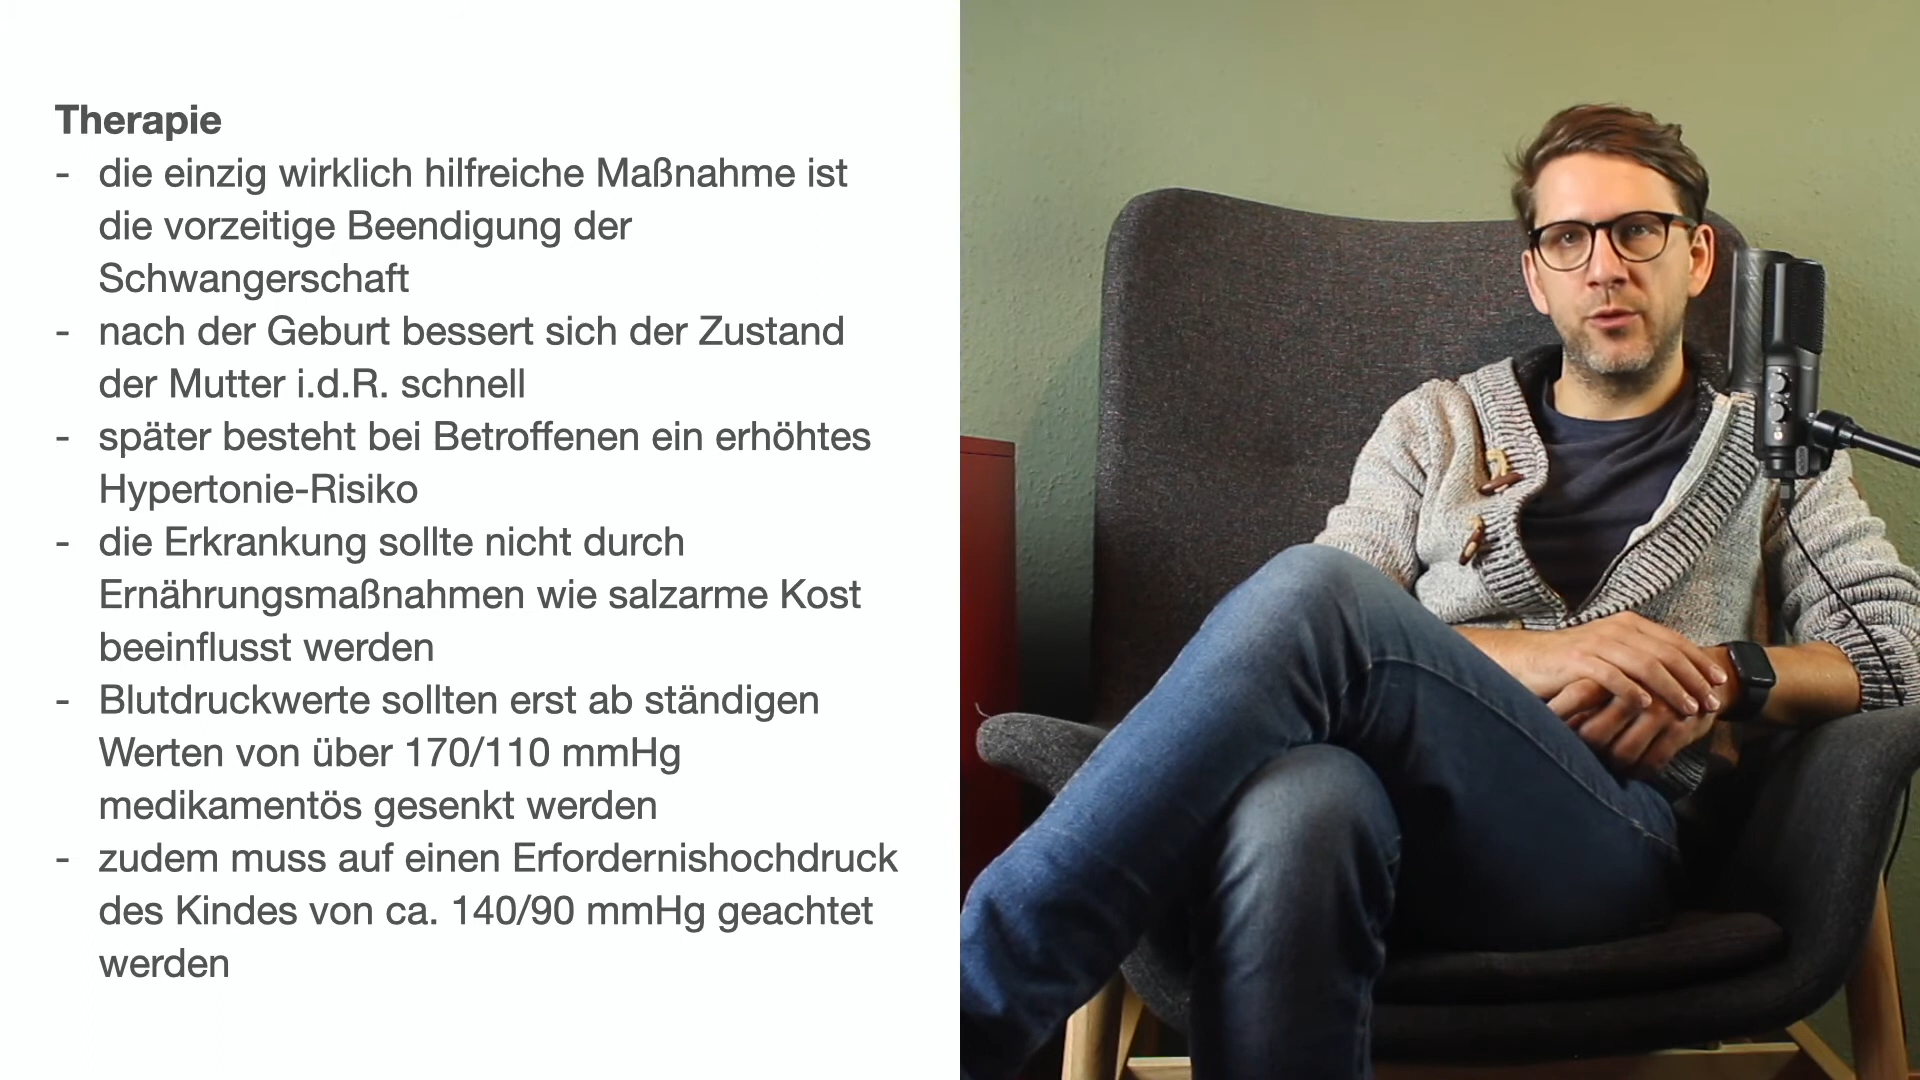 Therapie
- die einzig wirklich hilfreiche Maßnahme ist
die vorzeitige Beendigung der
Schwangerschaft
- nach der Geburt bessert sich der Zustand
der Mutter i.d.R. schnell
- später besteht bei Betroffenen ein erhöhtes
Hypertonie-Risiko
- die Erkrankung sollte nicht durch
Ernährungsmaßnahmen wie salzarme Kost
beeinflusst werden
- Blutdruckwerte sollten erst ab ständigen
Werten von über 170/110 mmHg
medikamentös gesenkt werden
- zudem muss auf einen Erfordernishochdruck
des Kindes von ca. 140/90 mmHg geachtet
werden